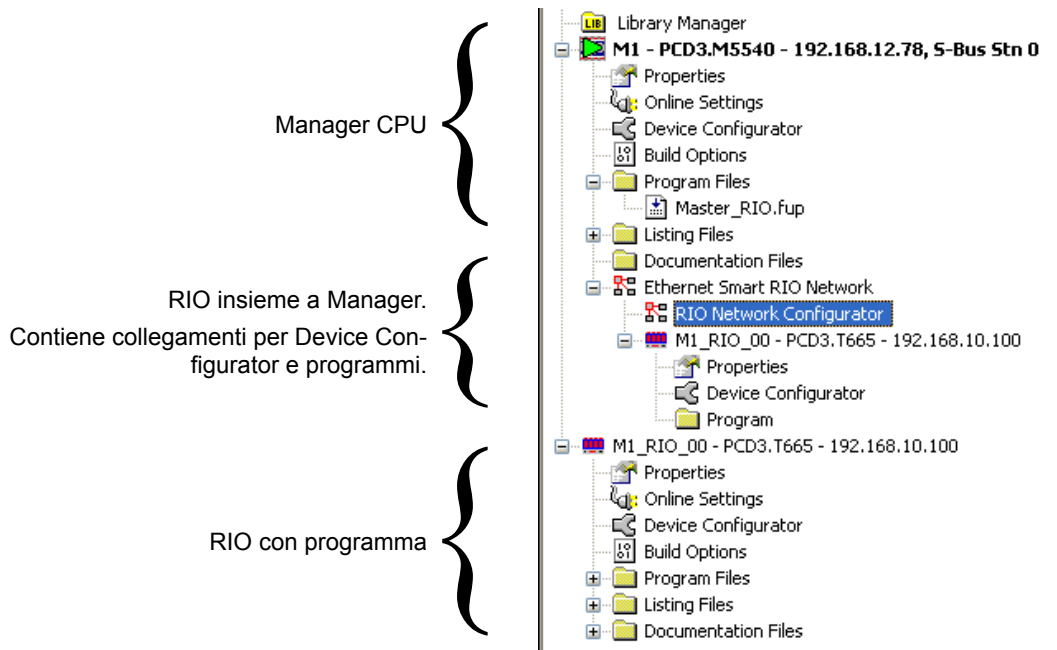 Manager CPU
RIO insieme a Manager.
Contiene collegamenti per Device Con-
figurator e programmi.
RIO con programma
LIB Library Manager
M1 - PCD3.M5540 - 192.168.12.78, S-Bus Stn 0
Properties
Online Settings
Device Configurator
Build Options
Program Files
Master_RIO.fup
Listing Files
Documentation Files
Ethernet Smart RIO Network
RIO Network Configurator
M1_RIO_00 - PCD3.T665 - 192.168.10.100
Properties
Device Configurator
Program
M1_RIO_00 - PCD3.T665 - 192.168.10.100
Properties
Online Settings
Device Configurator
Build Options
Program Files
Listing Files
Documentation Files